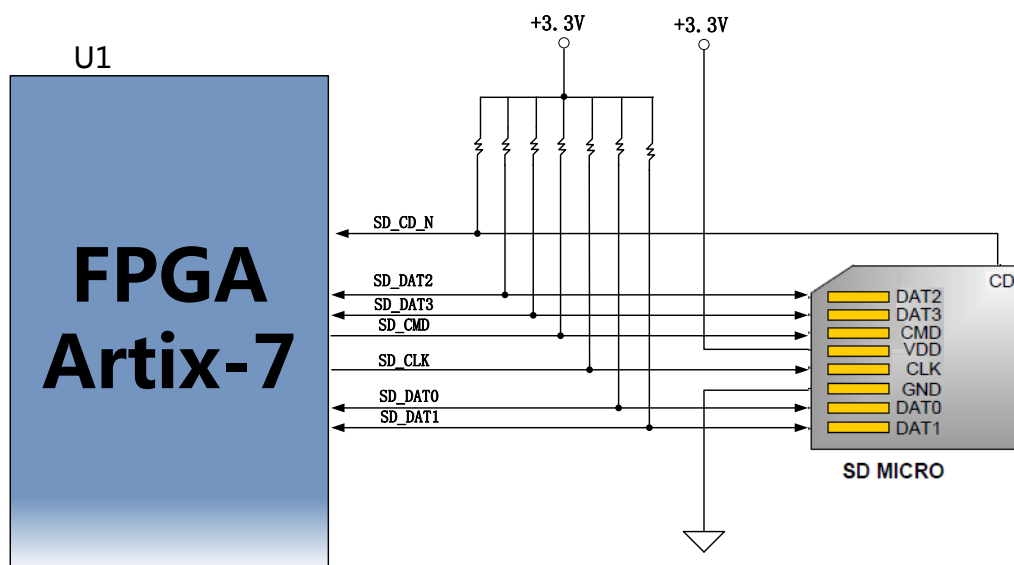 +3.3V
+3.3V
U1
FPGA
Artix-7
SD_CD_N
SD_DAT2
SD_DAT3
SD_CMD
SD_CLK
SD_DAT0
SD_DAT1
CD
DAT2
DAT3
CMD
VDD
CLK
GND
DAT0
DAT1
SD MICRO